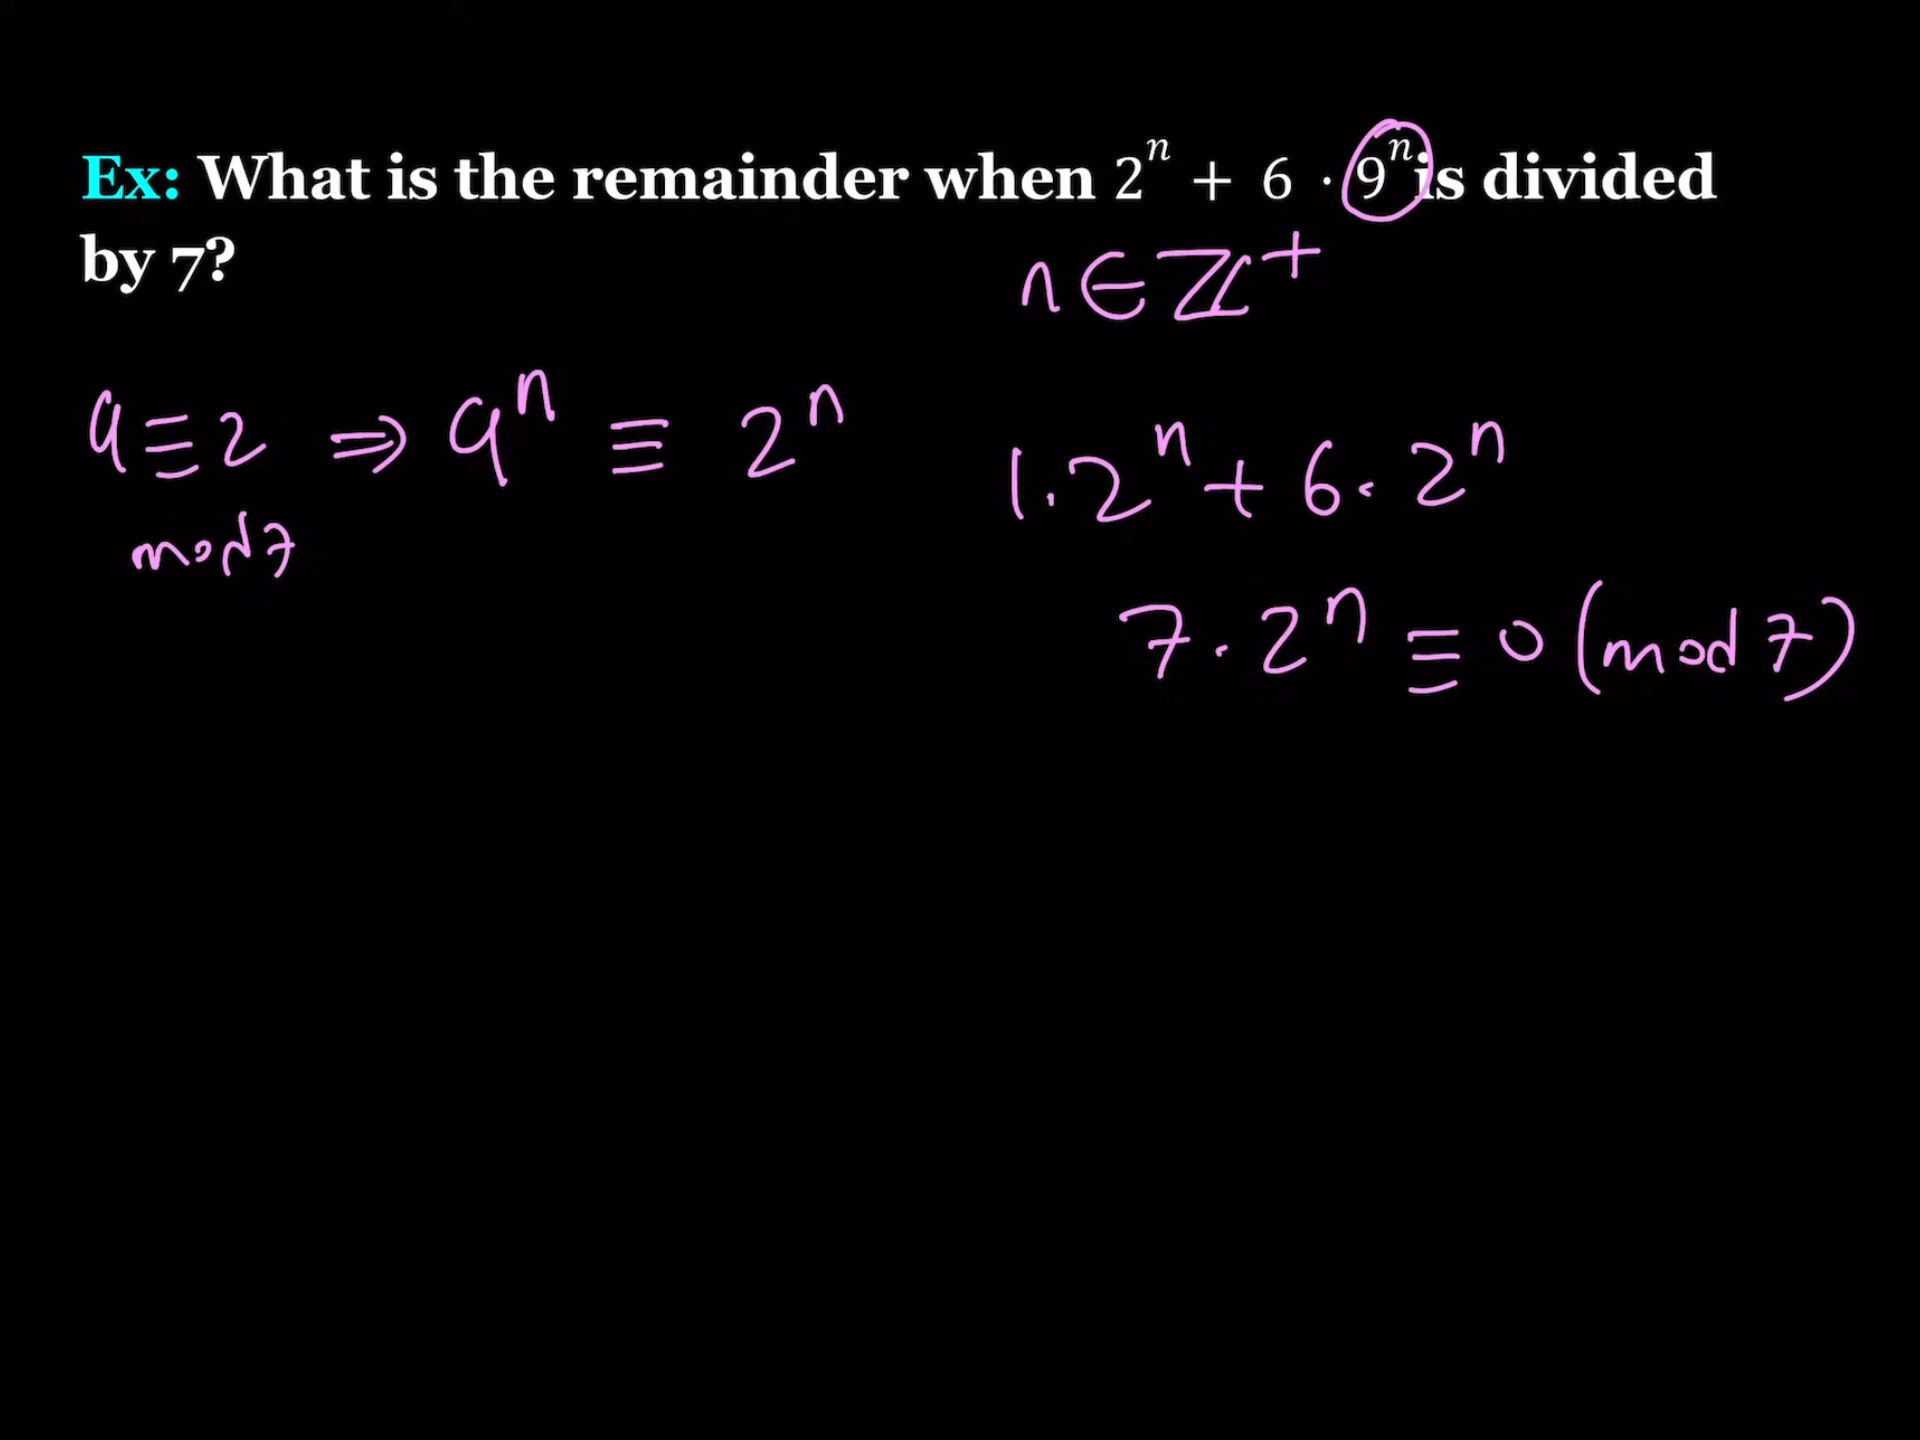 Ex: What is the remainder when 2ⁿ + 6 · 9ⁿ is divided
by 7?
n ∈ ℤ⁺
9 ≡ 2 ⇒ 9ⁿ ≡ 2ⁿ
mod 7
1 · 2ⁿ + 6 · 2ⁿ
7 · 2ⁿ ≡ 0 (mod 7)